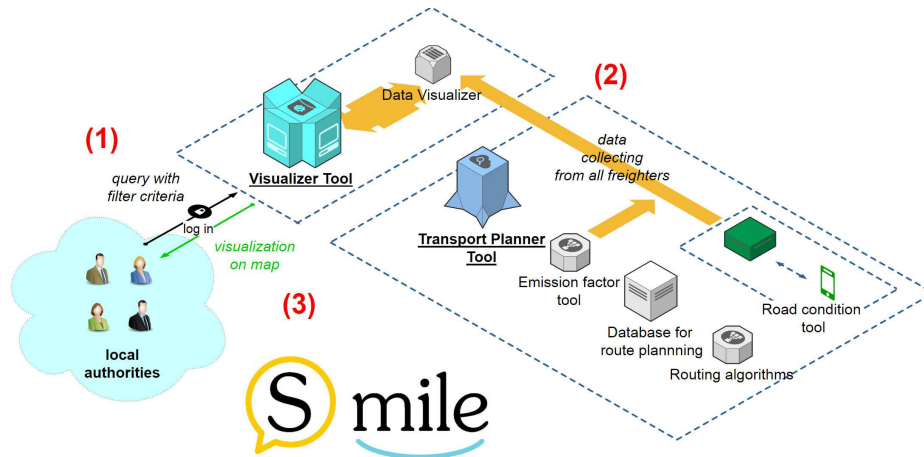 (1)
query with
filter criteria
log in
visualization
on map
local
authorities
Visualizer Tool
Data Visualizer
(2)
data
collecting
from all freighters
Transport Planner
Tool
Emission factor
tool
Database for
route plannning
Routing algorithms
Road condition
tool
(3)
S mile